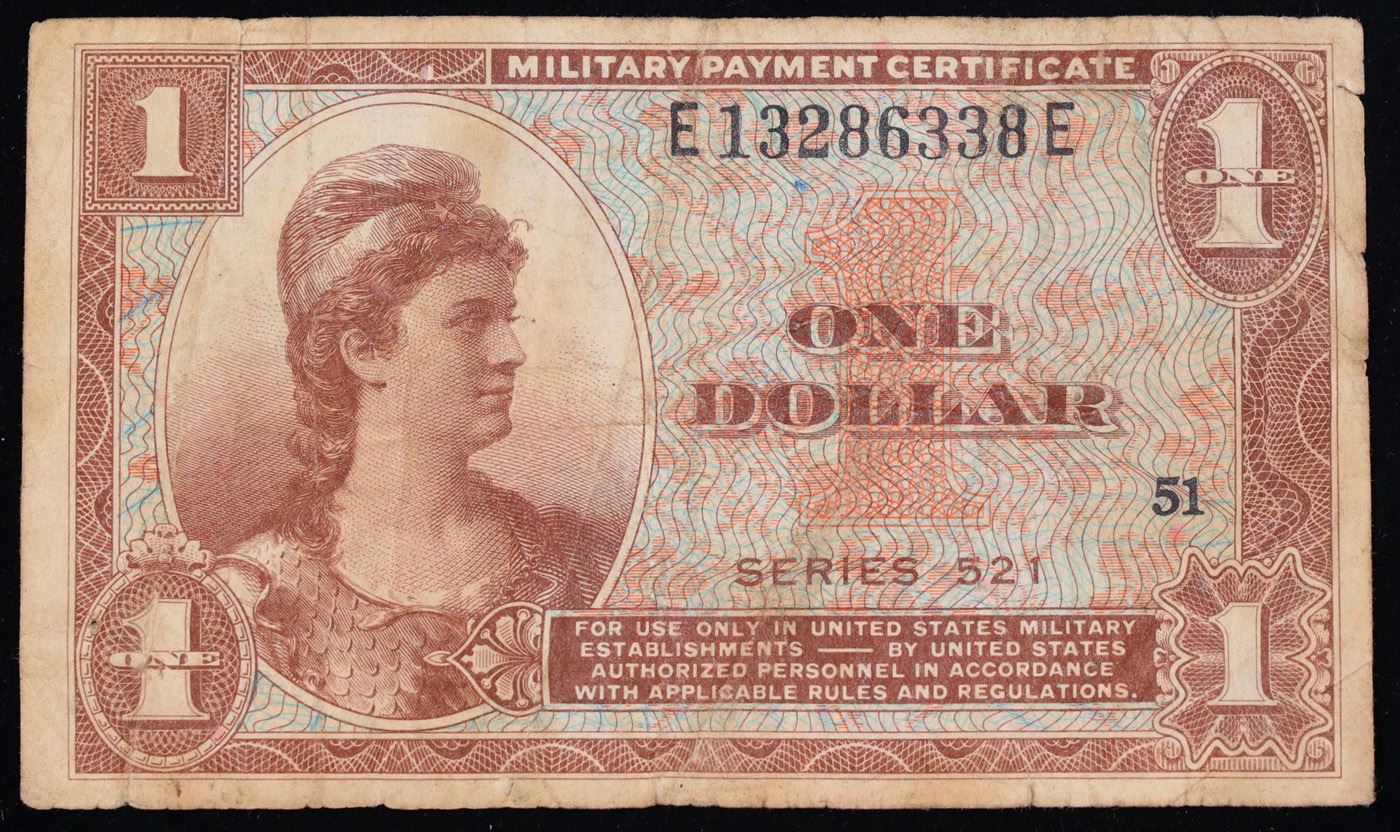 1
MILITARY PAYMENT CERTIFICATE
E13286338E
1
ONE
ONE
DOLLAR
1
51
SERIES 521
1
ONE
FOR USE ONLY IN UNITED STATES MILITARY
ESTABLISHMENTS — BY UNITED STATES
AUTHORIZED PERSONNEL IN ACCORDANCE
WITH APPLICABLE RULES AND REGULATIONS.
1